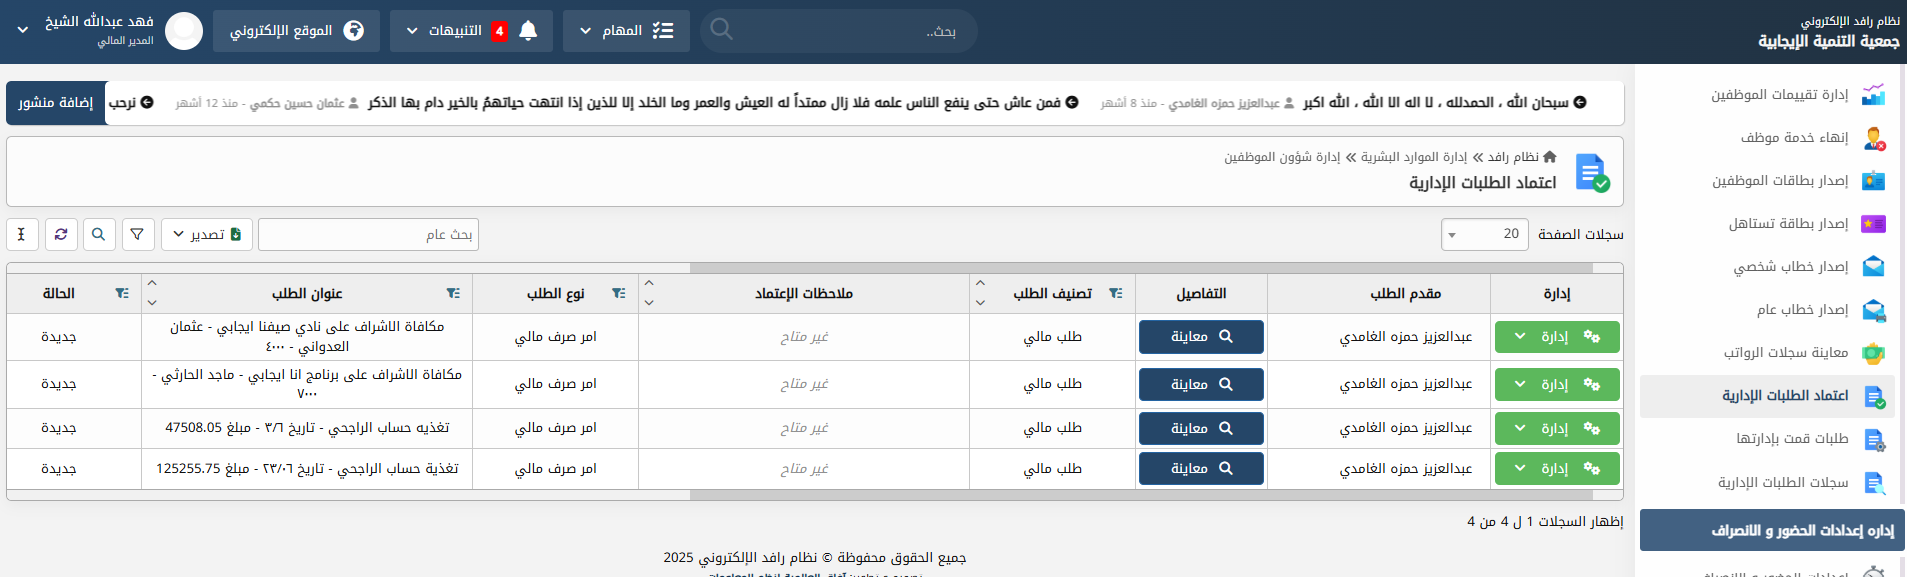 نظام رافد الإلكتروني
جمعية التنمية الإيجابية
بحث..
المهام
التنبيهات 4
الموقع الإلكتروني
فهد عبدالله الشيخ
المدير المالي
إدارة تقييمات الموظفين
إنهاء خدمة موظف
إصدار بطاقات الموظفين
إصدار بطاقة تستاهل
إصدار خطاب شخصي
إصدار خطاب عام
معاينة سجلات الرواتب
اعتماد الطلبات الإدارية
طلبات قمت بإدارتها
سجلات الطلبات الإدارية
إداره إعدادات الحضور و الانصراف
سبحان الله ، الحمدلله ، لا اله الا الله ، الله اكبر عبدالعزيز حمزه الغامدي - منذ 8 أشهر فمن عاش حتى ينفع الناس علمه فلا زال ممتداً له العيش والعمر وما الخلد إلا للذين إذا انتهت حياتهمُ بالخير دام بها الذكر عثمان حسين حكمي - منذ 12 أشهر نرحب
إضافة منشور
نظام رافد » إدارة الموارد البشرية » إدارة شؤون الموظفين
اعتماد الطلبات الإدارية
سجلات الصفحة 20
بحث عام
تصدير
إدارة مقدم الطلب التفاصيل تصنيف الطلب ملاحظات الإعتماد نوع الطلب عنوان الطلب الحالة
إدارة عبدالعزيز حمزه الغامدي معاينة طلب مالي غير متاح امر صرف مالي مكافاة الاشراف على نادي صيفنا ايجابي - عثمان العدواني - ٤٠٠٠ جديدة
إدارة عبدالعزيز حمزه الغامدي معاينة طلب مالي غير متاح امر صرف مالي مكافاة الاشراف على برنامج انا ايجابي - ماجد الحارثي - ٧٠٠٠ جديدة
إدارة عبدالعزيز حمزه الغامدي معاينة طلب مالي غير متاح امر صرف مالي تغذيه حساب الراجحي - تاريخ ٣/٦ - مبلغ 47508.05 جديدة
إدارة عبدالعزيز حمزه الغامدي معاينة طلب مالي غير متاح امر صرف مالي تغذية حساب الراجحي - تاريخ ٢٣/٠٦ - مبلغ 125255.75 جديدة
إظهار السجلات 1 ل 4 من 4
جميع الحقوق محفوظة © نظام رافد الإلكتروني 2025